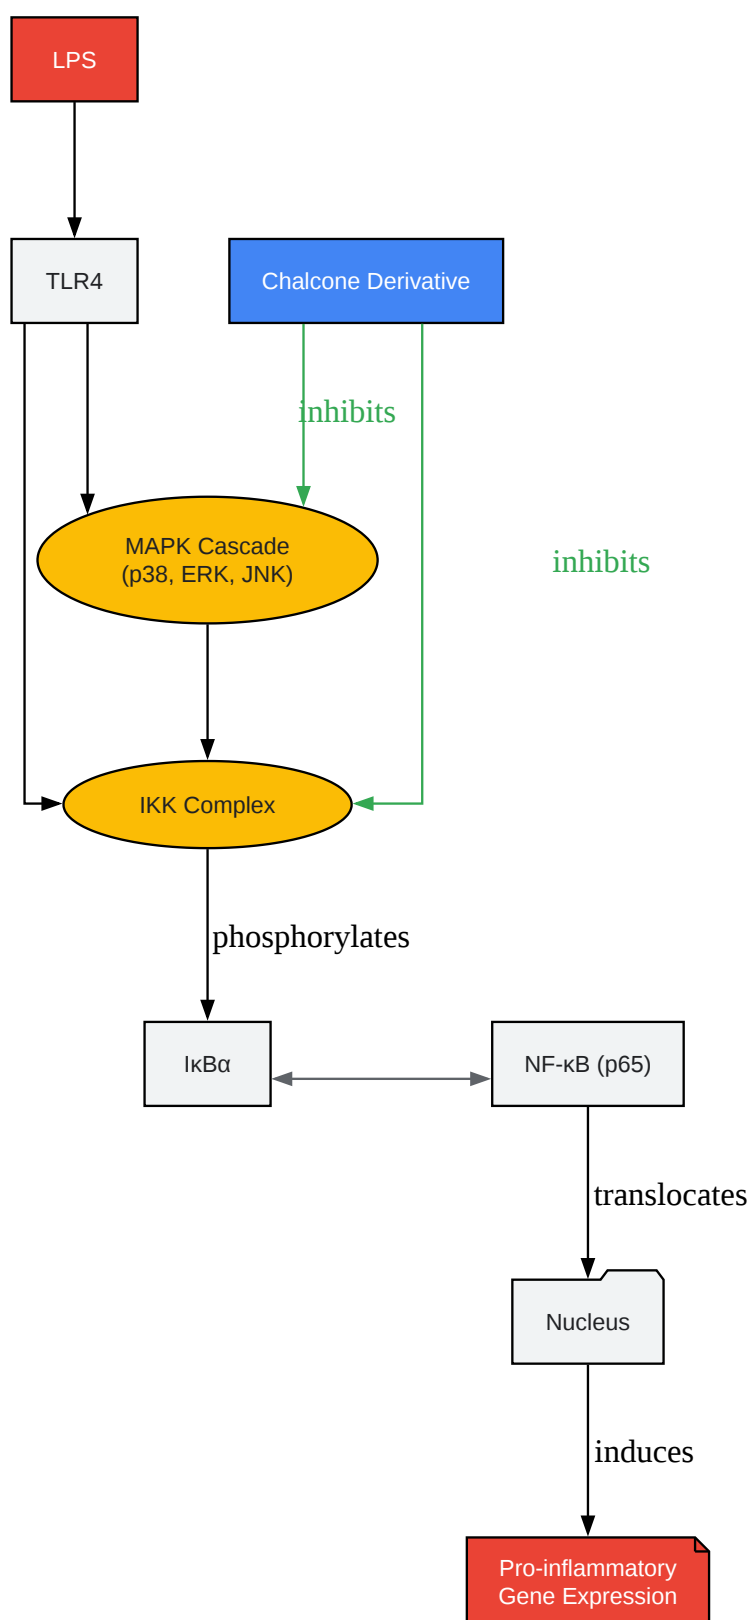 LPS
TLR4
Chalcone Derivative
inhibits
MAPK Cascade
(p38, ERK, JNK)
inhibits
IKK Complex
phosphorylates
IκBα
NF-κB (p65)
translocates
Nucleus
induces
Pro-inflammatory
Gene Expression